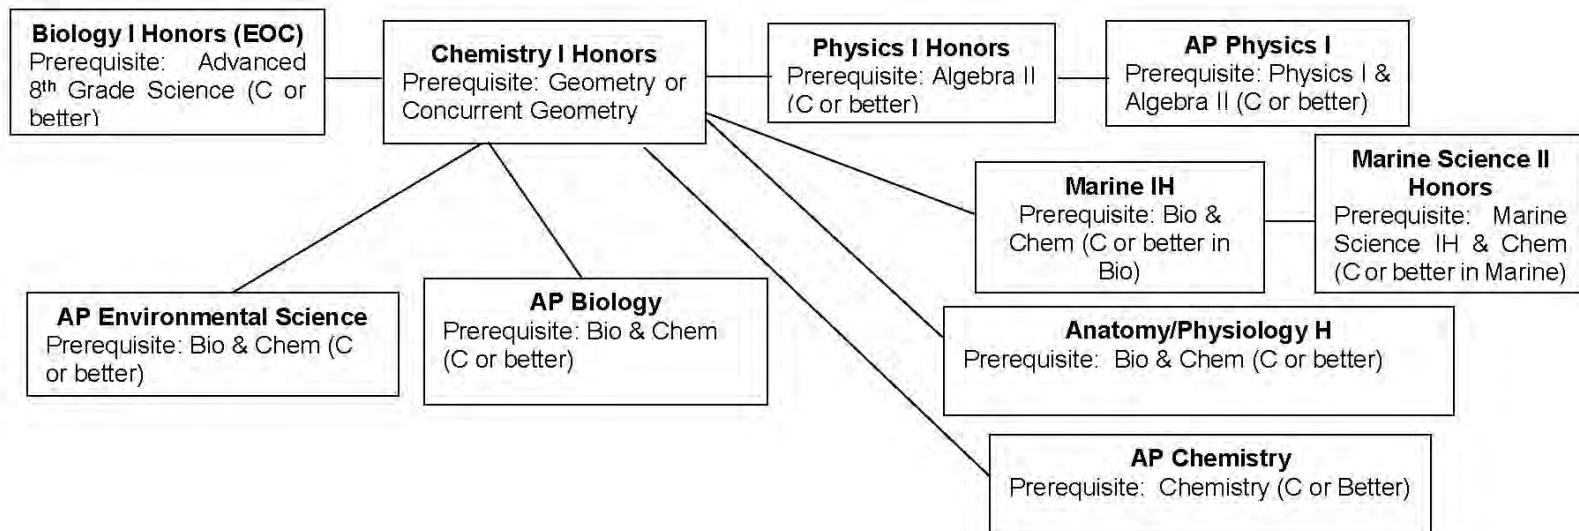 Biology I Honors (EOC)
Prerequisite: Advanced
8th Grade Science (C or
better)
Chemistry I Honors
Prerequisite: Geometry or
Concurrent Geometry
Physics I Honors
Prerequisite: Algebra II
(C or better)
AP Physics I
Prerequisite: Physics I &
Algebra II (C or better)
Marine IH
Prerequisite: Bio &
Chem (C or better in
Bio)
Marine Science II
Honors
Prerequisite: Marine
Science IH & Chem
(C or better in Marine)
AP Environmental Science
Prerequisite: Bio & Chem (C
or better)
AP Biology
Prerequisite: Bio & Chem
(C or better)
Anatomy/Physiology H
Prerequisite: Bio & Chem (C or better)
AP Chemistry
Prerequisite: Chemistry (C or Better)